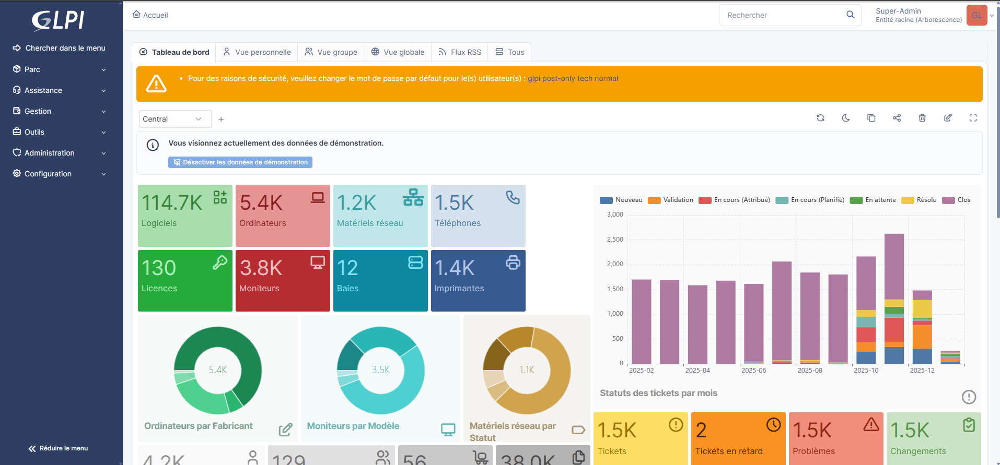 GLPI
Chercher dans le menu
Parc
Assistance
Gestion
Outils
Administration
Configuration
Réduire le menu
Accueil
Rechercher
Super-Admin
Entité racine (Arborescence)
GL
Tableau de bord
Vue personnelle
Vue groupe
Vue globale
Flux RSS
Tous
• Pour des raisons de sécurité, veuillez changer le mot de passe par défaut pour le(s) utilisateur(s) : glpi post-only tech normal
Central
+
Vous visionnez actuellement des données de démonstration.
Désactiver les données de démonstration
114.7K
Logiciels
5.4K
Ordinateurs
1.2K
Matériels réseau
1.5K
Téléphones
130
Licences
3.8K
Moniteurs
12
Baies
1.4K
Imprimantes
5.4K
Ordinateurs par Fabricant
3.5K
Moniteurs par Modèle
1.1K
Matériels réseau par
Statut
4.2K
129
56
38.0K
Nouveau
Validation
En cours (Attribué)
En cours (Planifié)
En attente
Résolu
Clos
3,000
2,500
2,000
1,500
1,000
500
0
2025-02
2025-04
2025-06
2025-08
2025-10
2025-12
Statuts des tickets par mois
1.5K
Tickets
2
Tickets en retard
1.5K
Problèmes
1.5K
Changements